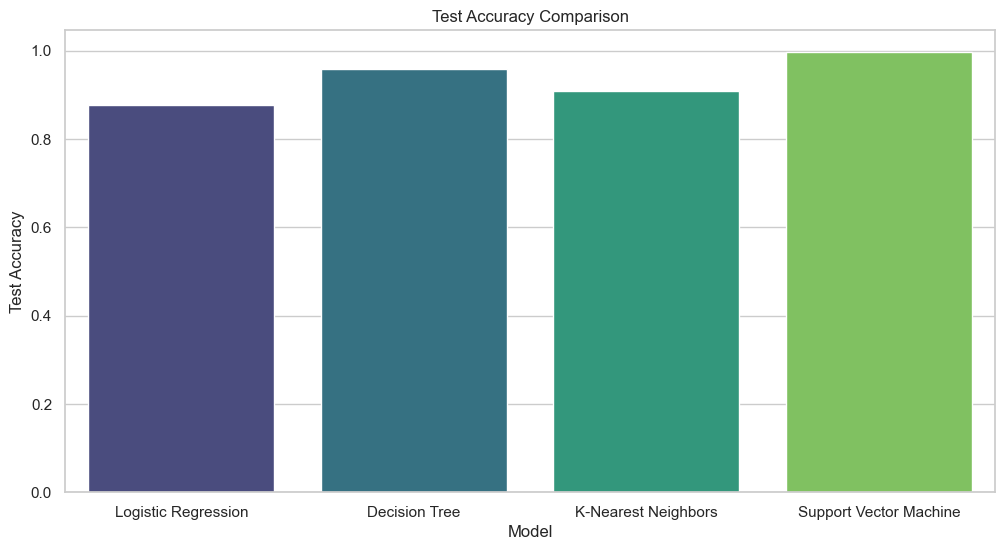 Test Accuracy Comparison
Test Accuracy
1.0
0.8
0.6
0.4
0.2
0.0
Logistic Regression
Decision Tree
K-Nearest Neighbors
Support Vector Machine
Model